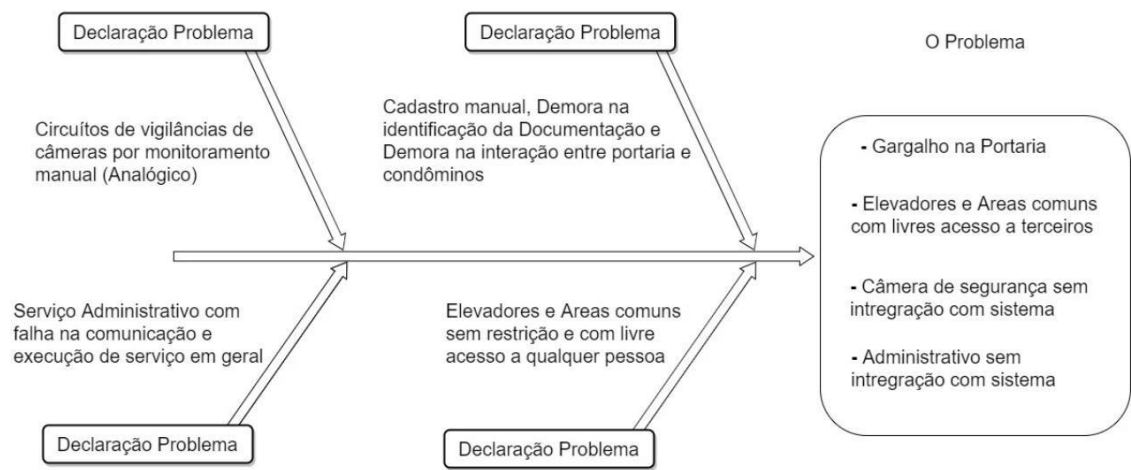 Declaração Problema
Declaração Problema
O Problema
Circuítos de vigilâncias de
câmeras por monitoramento
manual (Analógico)
Cadastro manual, Demora na
identificação da Documentação e
Demora na interação entre portaria e
condôminos
- Gargalho na Portaria
- Elevadores e Areas comuns
com livres acesso a terceiros
- Câmera de segurança sem
intregração com sistema
- Administrativo sem
intregração com sistema
Serviço Administrativo com
falha na comunicação e
execução de serviço em geral
Elevadores e Areas comuns
sem restrição e com livre
acesso a qualquer pessoa
Declaração Problema
Declaração Problema